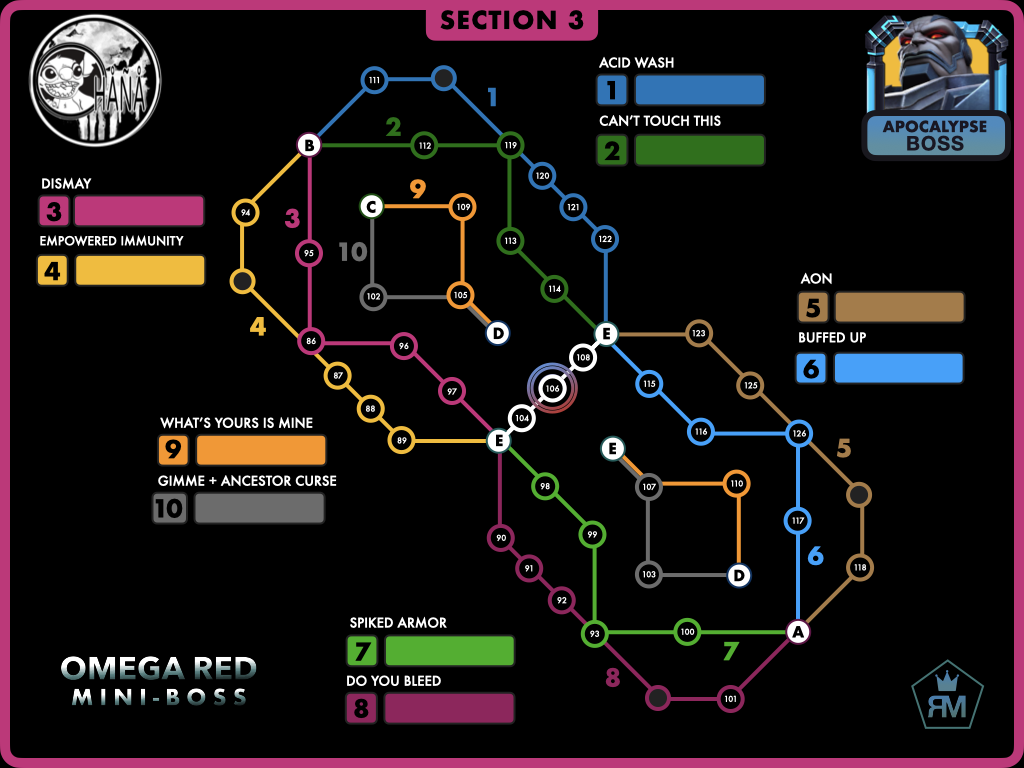 SECTION 3
OHANA
APOCALYPSE
BOSS
ACID WASH
1
CAN'T TOUCH THIS
2
DISMAY
3
EMPOWERED IMMUNITY
4
AON
5
BUFFED UP
6
WHAT'S YOURS IS MINE
9
GIMME + ANCESTOR CURSE
10
SPIKED ARMOR
7
DO YOU BLEED
8
OMEGA RED
MINI-BOSS
RM
111
1
B
2
112
119
120
94
3
C
9
109
121
95
10
113
122
102
105
114
4
D
E
123
86
96
108
87
97
106
115
125
88
104
89
E
116
126
5
E
98
107
110
117
6
99
90
91
103
D
118
92
93
100
7
A
8
101